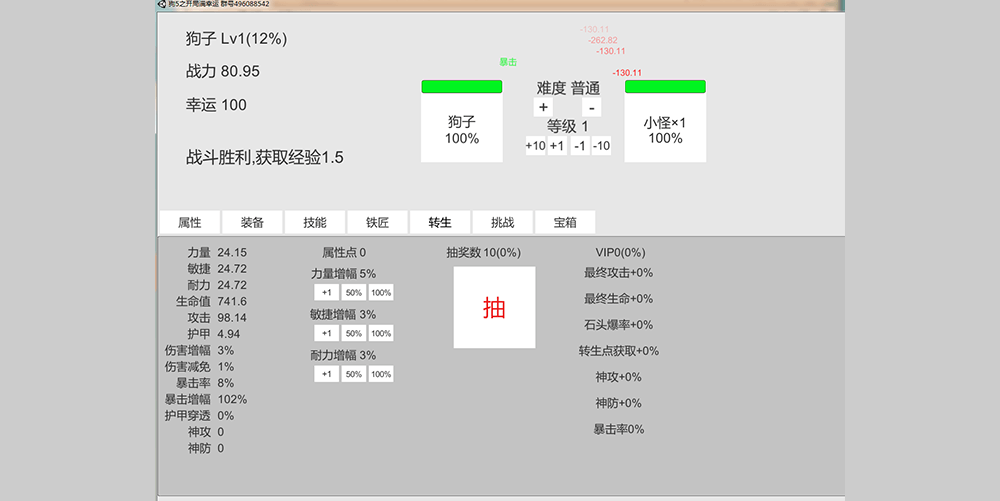 狗5之开局满幸运 群号496088542
狗子 Lv1(12%)
战力 80.95
幸运 100
战斗胜利,获取经验1.5
-130.11
-262.82
-130.11
暴击
-130.11
狗子
100%
难度 普通
+ -
等级 1
+10 +1 -1 -10
小怪×1
100%
属性 装备 技能 铁匠 转生 挑战 宝箱
力量 24.15
敏捷 24.72
耐力 24.72
生命值 741.6
攻击 98.14
护甲 4.94
伤害增幅 3%
伤害减免 1%
暴击率 8%
暴击增幅 102%
护甲穿透 0%
神攻 0
神防 0
属性点 0
力量增幅 5%
+1 50% 100%
敏捷增幅 3%
+1 50% 100%
耐力增幅 3%
+1 50% 100%
抽奖数 10(0%)
抽
VIP0(0%)
最终攻击+0%
最终生命+0%
石头爆率+0%
转生点获取+0%
神攻+0%
神防+0%
暴击率0%